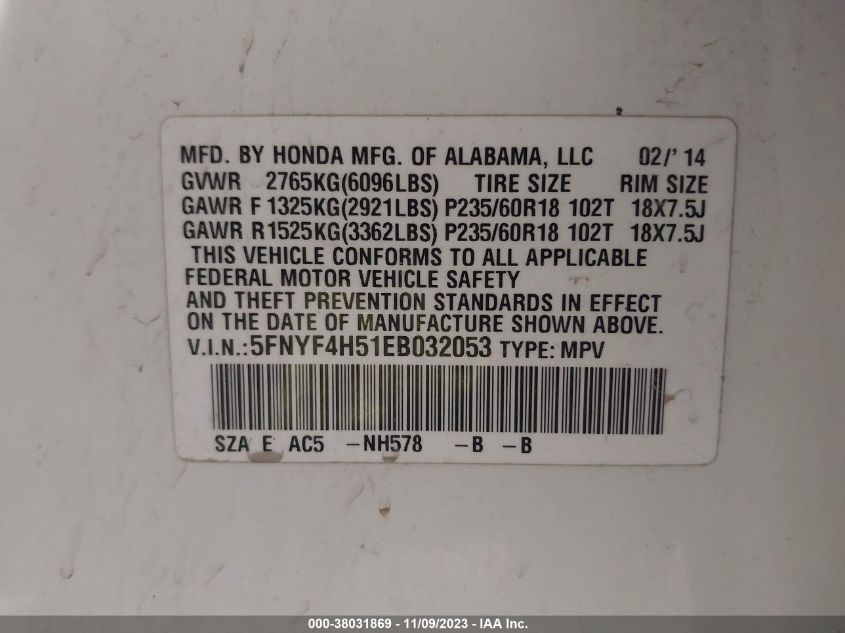 MFD. BY HONDA MFG. OF ALABAMA, LLC 02/' 14
GVWR 2765KG(6096LBS) TIRE SIZE RIM SIZE
GAWR F 1325KG(2921LBS) P235/60R18 102T 18X7.5J
GAWR R1525KG(3362LBS) P235/60R18 102T 18X7.5J
THIS VEHICLE CONFORMS TO ALL APPLICABLE
FEDERAL MOTOR VEHICLE SAFETY
AND THEFT PREVENTION STANDARDS IN EFFECT
ON THE DATE OF MANUFACTURE SHOWN ABOVE.
V.I.N.:5FNYF4H51EB032053 TYPE: MPV
SZA E AC5 –NH578 –B –B
000-38031869 - 11/09/2023 - IAA Inc.